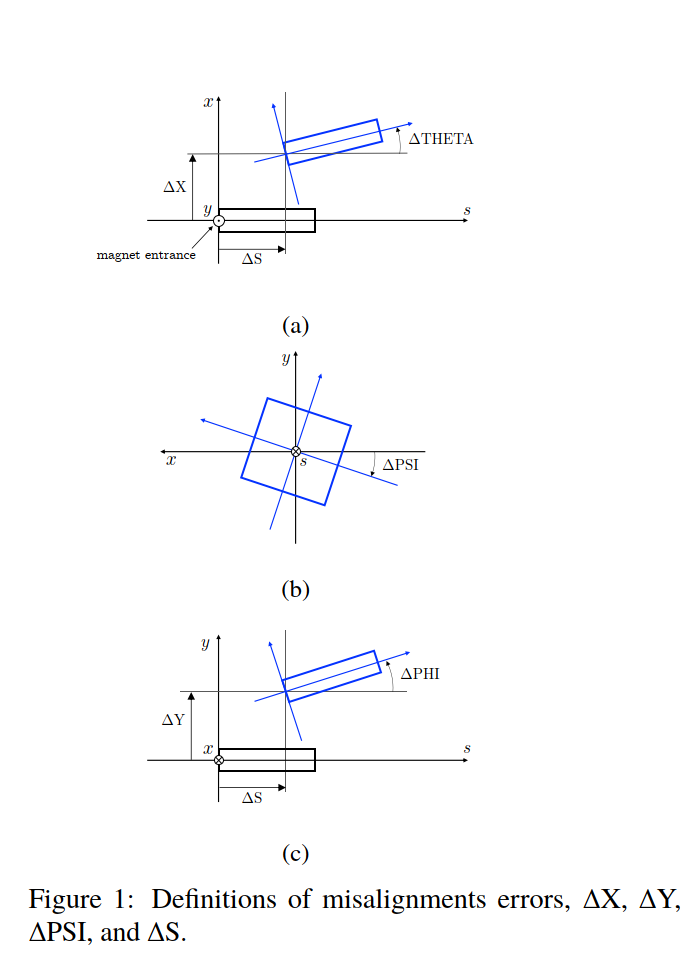 x
ΔTHETA
ΔX
y
s
magnet entrance
ΔS
(a)
y
x
s
ΔPSI
(b)
y
ΔPHI
ΔY
x
s
ΔS
(c)
Figure 1: Definitions of misalignments errors, ΔX, ΔY,
ΔPSI, and ΔS.